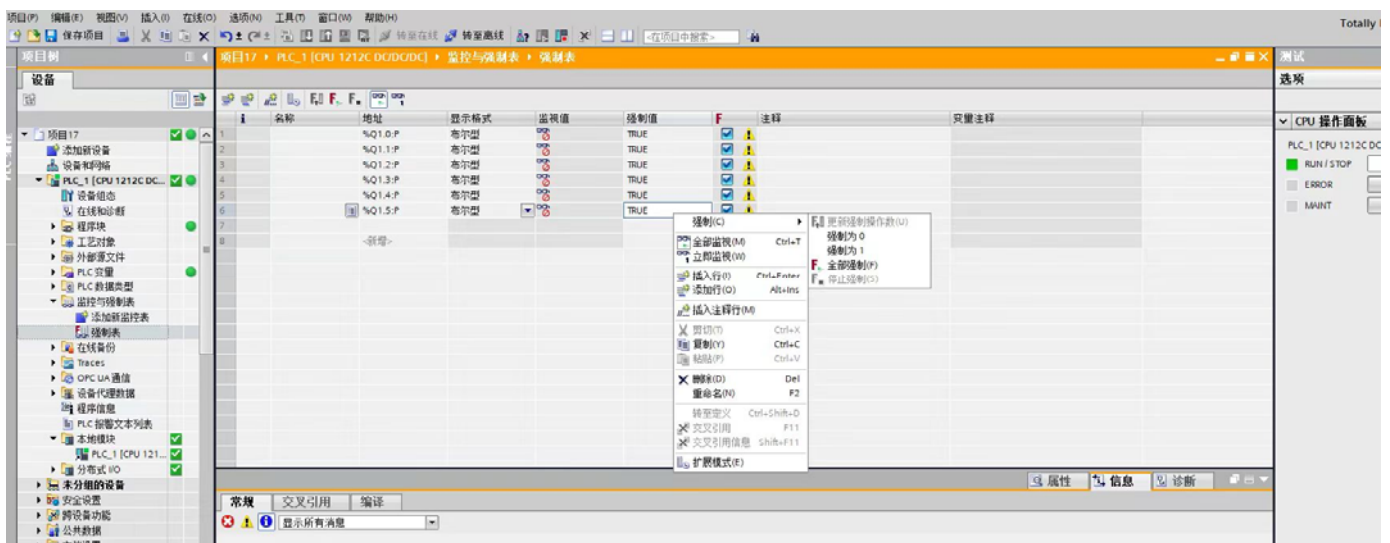 项目(P) 编辑(E) 视图(V) 插入(I) 在线(O) 选项(N) 工具(T) 窗口(W) 帮助(H)
Totally
保存项目 转至在线 转至离线 <在项目中搜索>
项目树
项目17 PLC_1 [CPU 1212C DC/DC/DC] 监控与强制表 强制表
测试
设备
选项
i 名称 地址 显示格式 监视值 强制值 F 注释 变量注释
CPU 操作面板
PLC_1 [CPU 1212C DC
RUN / STOP
ERROR
MAINT
项目17
添加新设备
设备和网络
PLC_1 [CPU 1212C DC...
设备组态
在线和诊断
程序块
工艺对象
外部源文件
PLC 变量
PLC 数据类型
监控与强制表
添加新监控表
强制表
在线备份
Traces
OPC UA 通信
设备代理数据
程序信息
PLC 报警文本列表
本地模块
PLC_1 [CPU 121...
分布式 I/O
未分组的设备
安全设置
跨设备功能
公共数据
1 %Q1.0:P 布尔型 TRUE
2 %Q1.1:P 布尔型 TRUE
3 %Q1.2:P 布尔型 TRUE
4 %Q1.3:P 布尔型 TRUE
5 %Q1.4:P 布尔型 TRUE
6 %Q1.5:P 布尔型 TRUE
7
8 <新增>
强制(C)
全部监视(M) Ctrl+T
立即监视(W)
插入行(I) Ctrl+Enter
添加行(O) Alt+Ins
插入注释行(M)
剪切(T) Ctrl+X
复制(Y) Ctrl+C
粘贴(P) Ctrl+V
删除(D) Del
重命名(N) F2
转至定义 Ctrl+Shift+D
交叉引用 F11
交叉引用信息 Shift+F11
扩展模式(E)
更新强制操作数(U)
强制为 0
强制为 1
全部强制(F)
停止强制(S)
属性 信息 诊断
常规 交叉引用 编译
显示所有消息